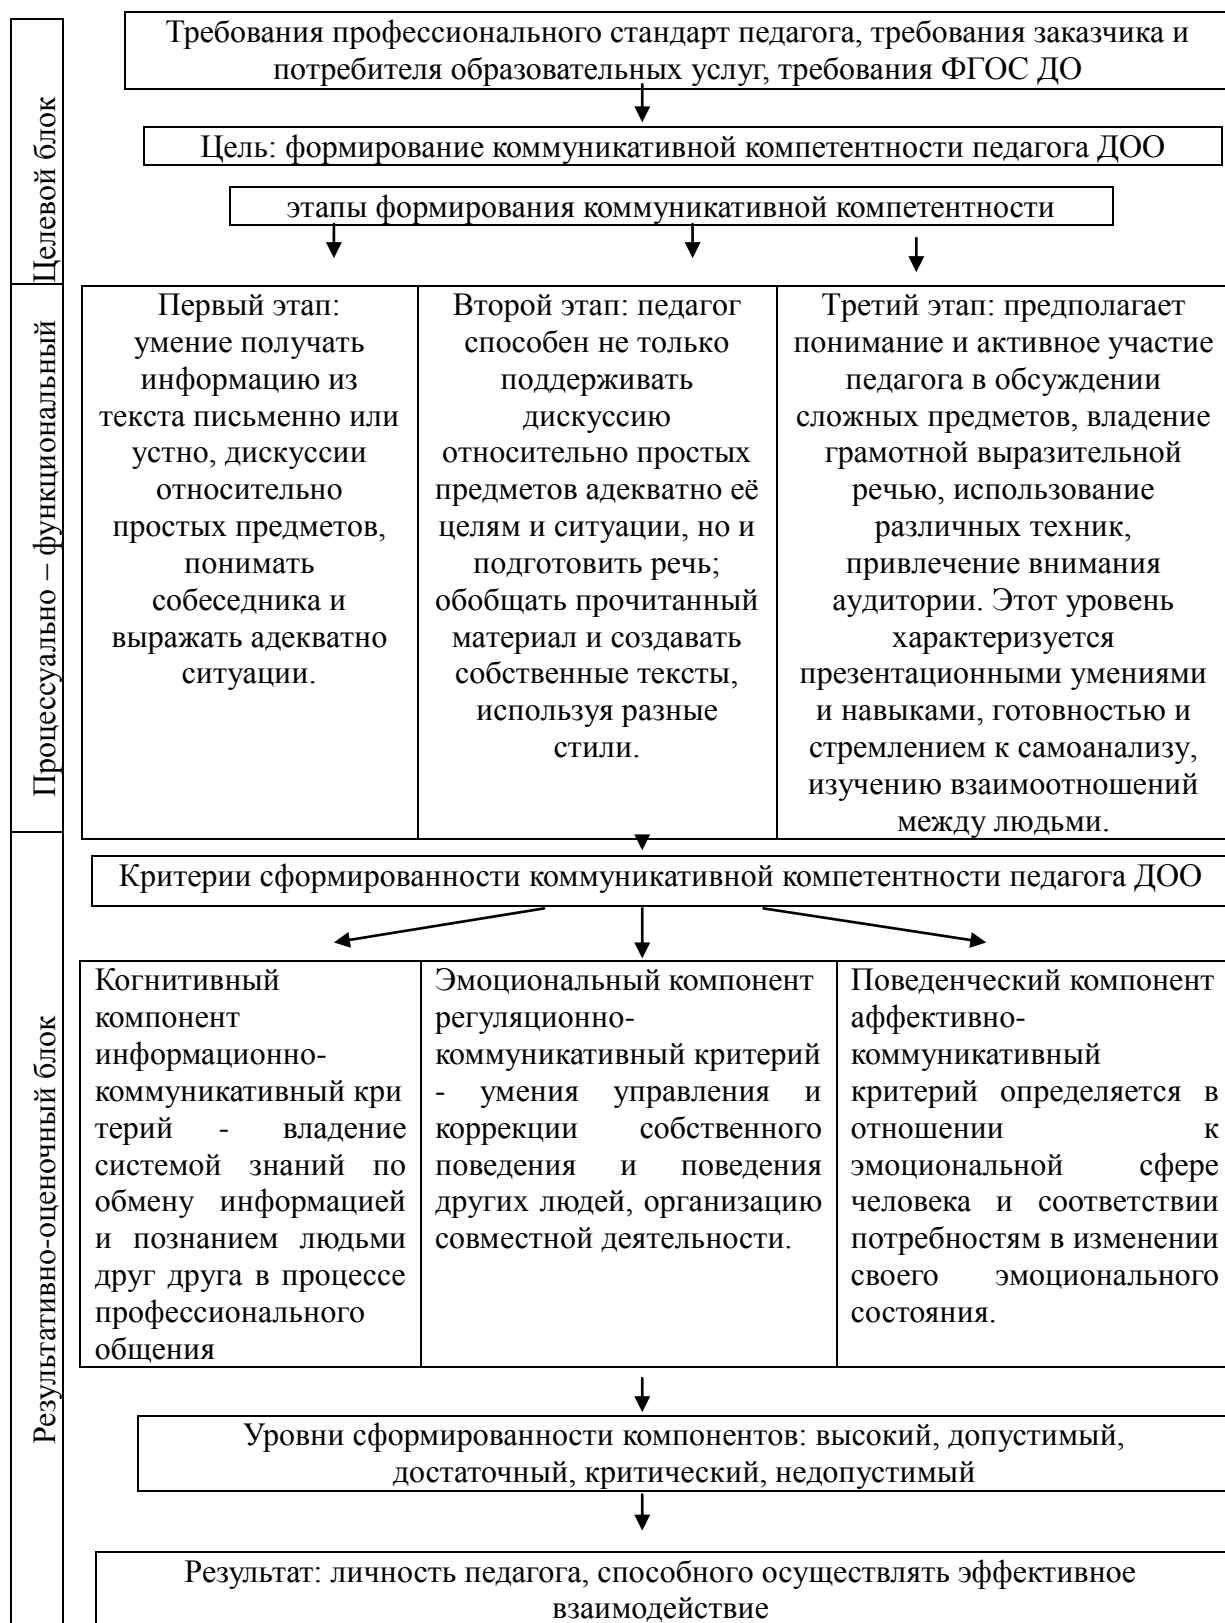 Целевой блок
Требования профессионального стандарт педагога, требования заказчика и
потребителя образовательных услуг, требования ФГОС ДО
Цель: формирование коммуникативной компетентности педагога ДОО
этапы формирования коммуникативной компетентности
Процессуально – функциональный
Первый этап:
умение получать
информацию из
текста письменно или
устно, дискуссии
относительно
простых предметов,
понимать
собеседника и
выражать адекватно
ситуации.
Второй этап: педагог
способен не только
поддерживать
дискуссию
относительно простых
предметов адекватно её
целям и ситуации, но и
подготовить речь;
обобщать прочитанный
материал и создавать
собственные тексты,
используя разные
стили.
Третий этап: предполагает
понимание и активное участие
педагога в обсуждении
сложных предметов, владение
грамотной выразительной
речью, использование
различных техник,
привлечение внимания
аудитории. Этот уровень
характеризуется
презентационными умениями
и навыками, готовностью и
стремлением к самоанализу,
изучению взаимоотношений
между людьми.
Результативно-оценочный блок
Критерии сформированности коммуникативной компетентности педагога ДОО
Когнитивный
компонент
информационно-
коммуникативный кри
терий - владение
системой знаний по
обмену информацией
и познанием людьми
друг друга в процессе
профессионального
общения
Эмоциональный компонент
регуляционно-
коммуникативный критерий
- умения управления и
коррекции собственного
поведения и поведения
других людей, организацию
совместной деятельности.
Поведенческий компонент
аффективно-
коммуникативный
критерий определяется в
отношении к
эмоциональной сфере
человека и соответствии
потребностям в изменении
своего эмоционального
состояния.
Уровни сформированности компонентов: высокий, допустимый,
достаточный, критический, недопустимый
Результат: личность педагога, способного осуществлять эффективное
взаимодействие